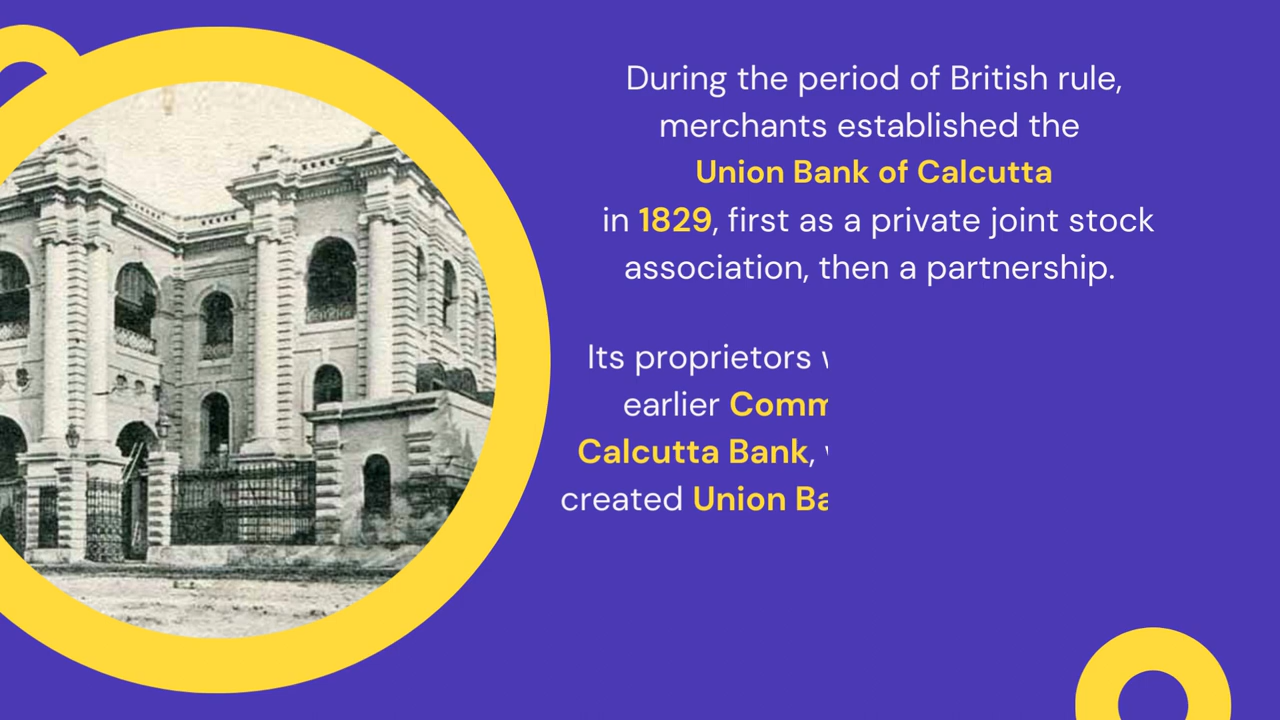 During the period of British rule,
merchants established the
Union Bank of Calcutta
in 1829, first as a private joint stock
association, then a partnership.
Its proprietors
earlier
Calcutta Bank,
created Union